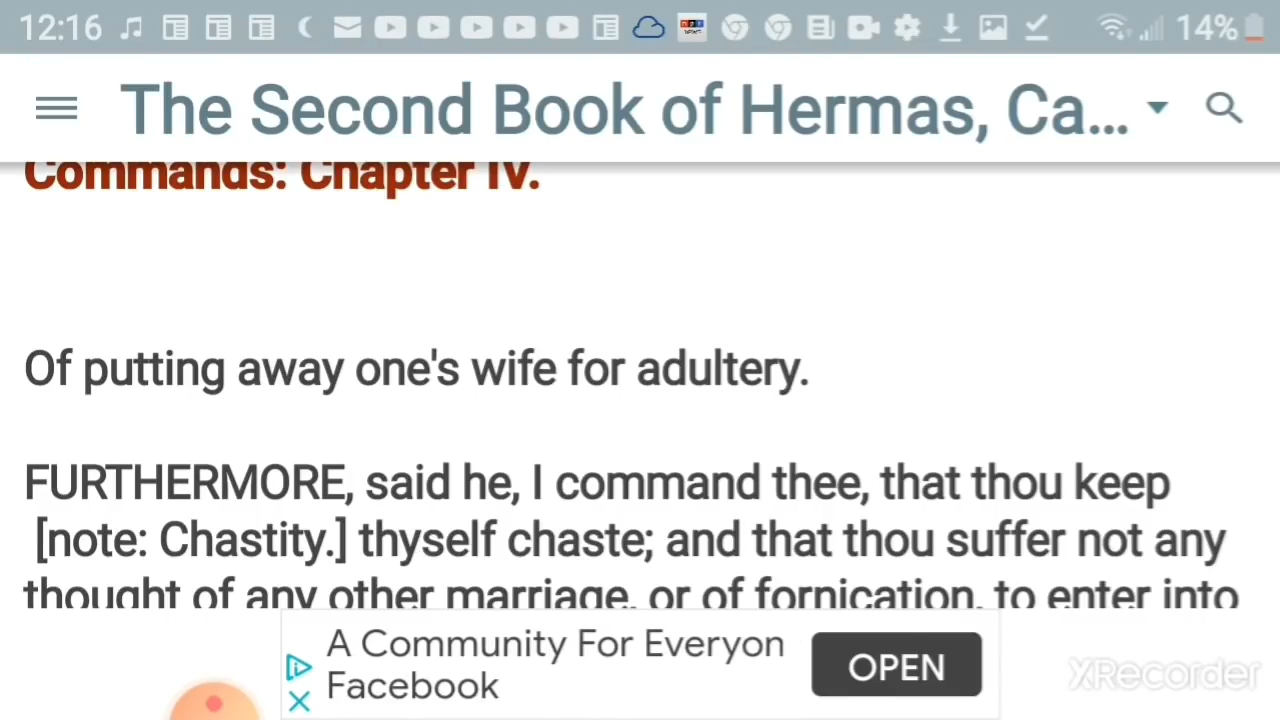 12:16
14%
The Second Book of Hermas, Ca...
Commands: Chapter IV.
Of putting away one's wife for adultery.
FURTHERMORE, said he, I command thee, that thou keep
[note: Chastity.] thyself chaste; and that thou suffer not any
thought of any other marriage, or of fornication, to enter into
A Community For Everyon
Facebook
OPEN
XRecorder